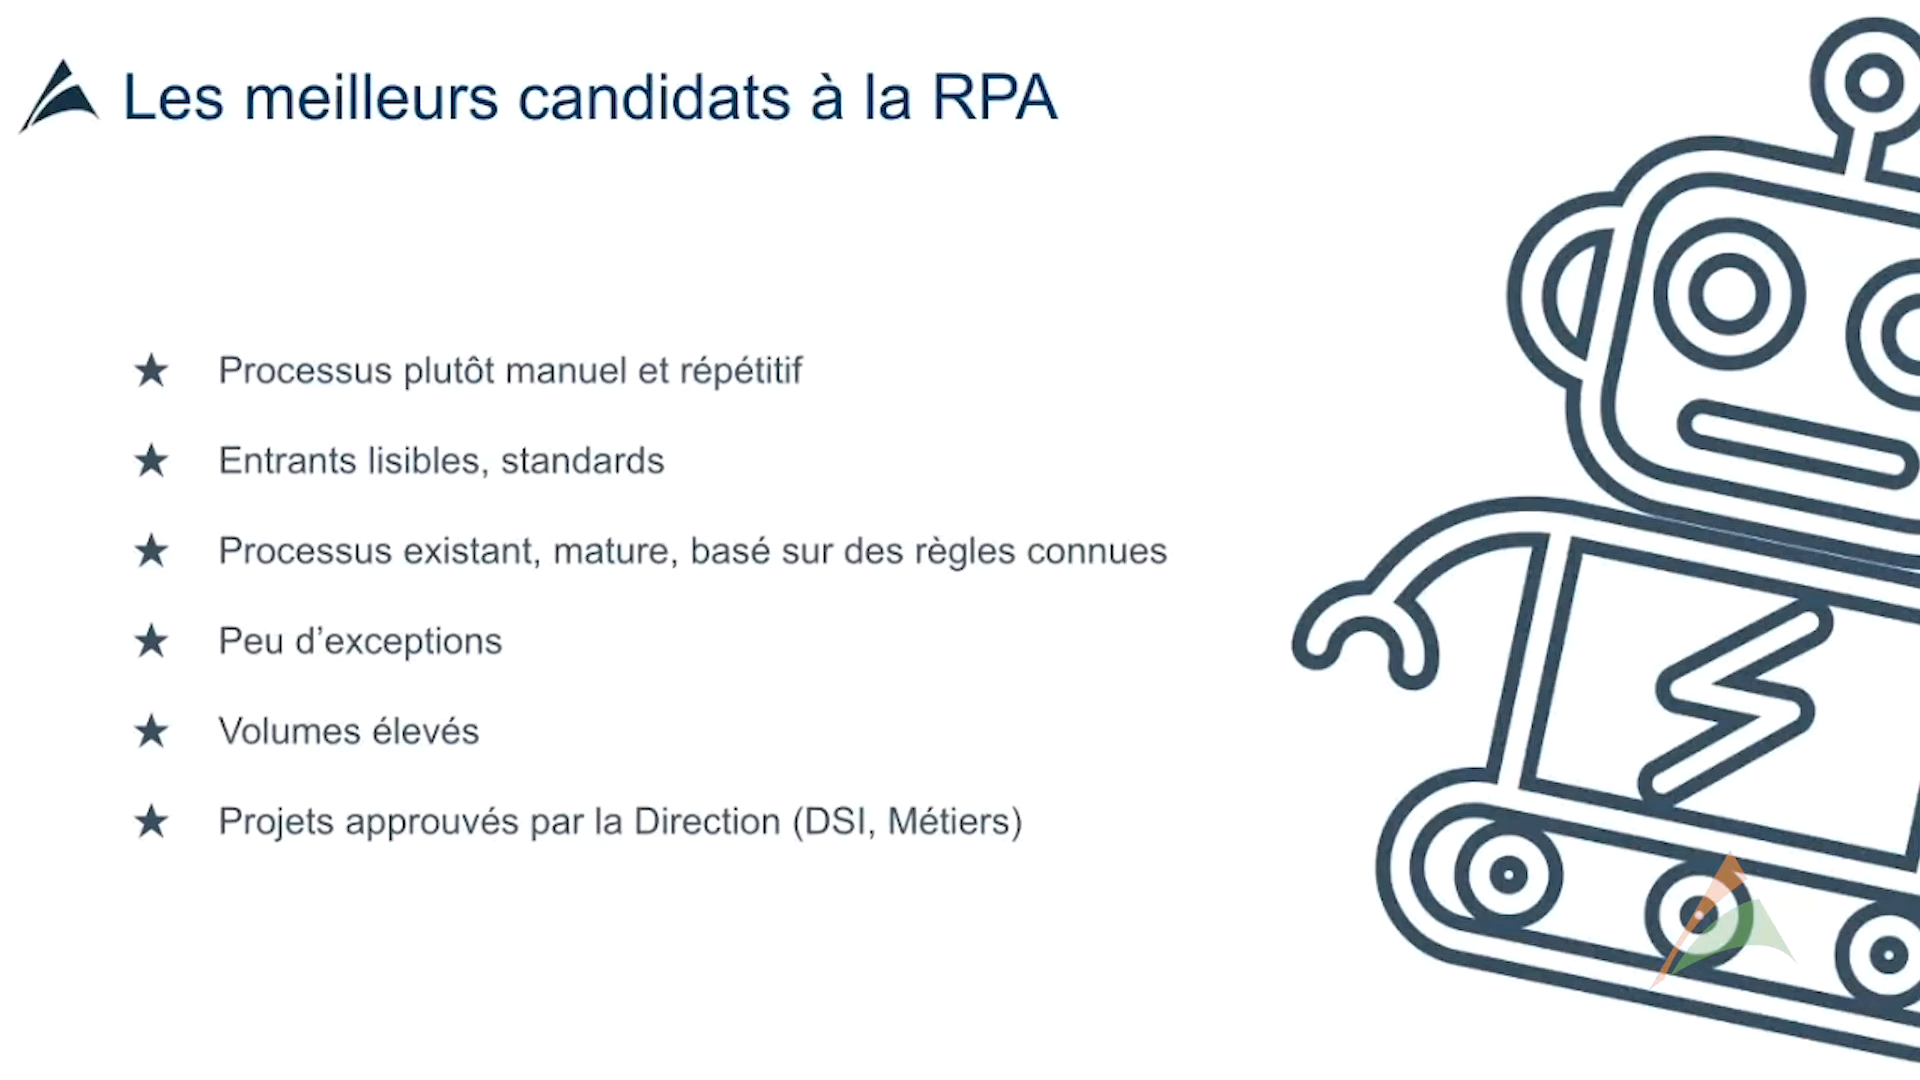 Les meilleurs candidats à la RPA
★ Processus plutôt manuel et répétitif
★ Entrants lisibles, standards
★ Processus existant, mature, basé sur des règles connues
★ Peu d’exceptions
★ Volumes élevés
★ Projets approuvés par la Direction (DSI, Métiers)